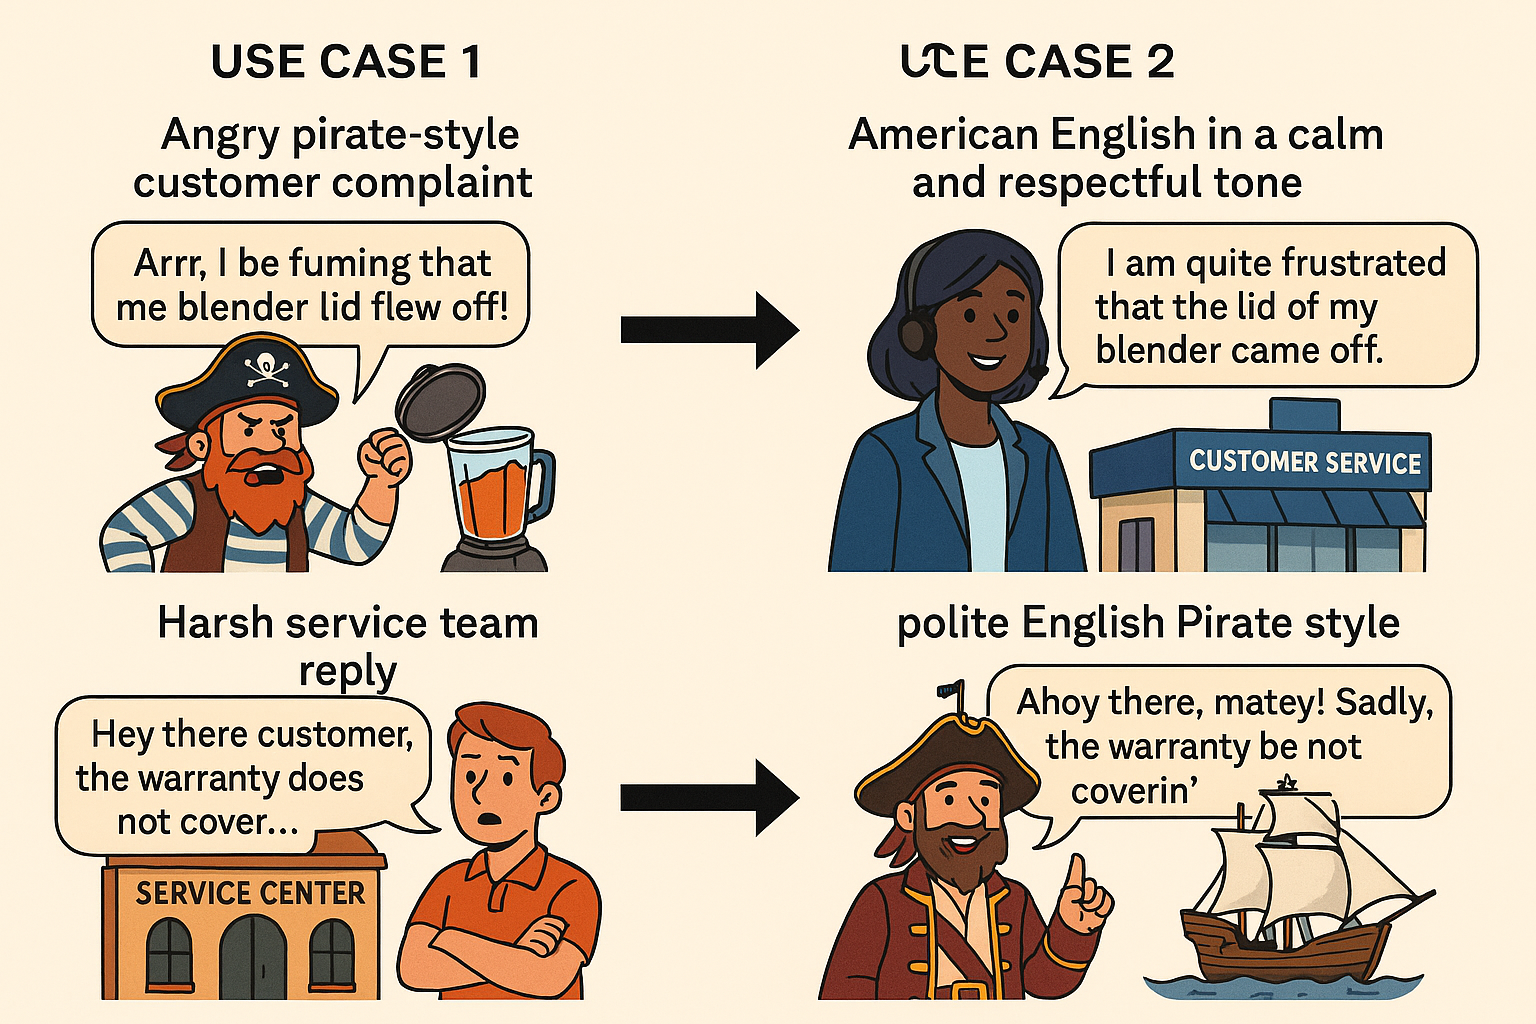 USE CASE 1
Angry pirate-style
customer complaint
Arrr, I be fuming that
me blender lid flew off!
E CASE 2
American English in a calm
and respectful tone
I am quite frustrated
that the lid of my
blender came off.
CUSTOMER SERVICE
Harsh service team
reply
Hey there customer,
the warranty does
not cover...
SERVICE CENTER
polite English Pirate style
Ahoy there, matey! Sadly,
the warranty be not
coverin’